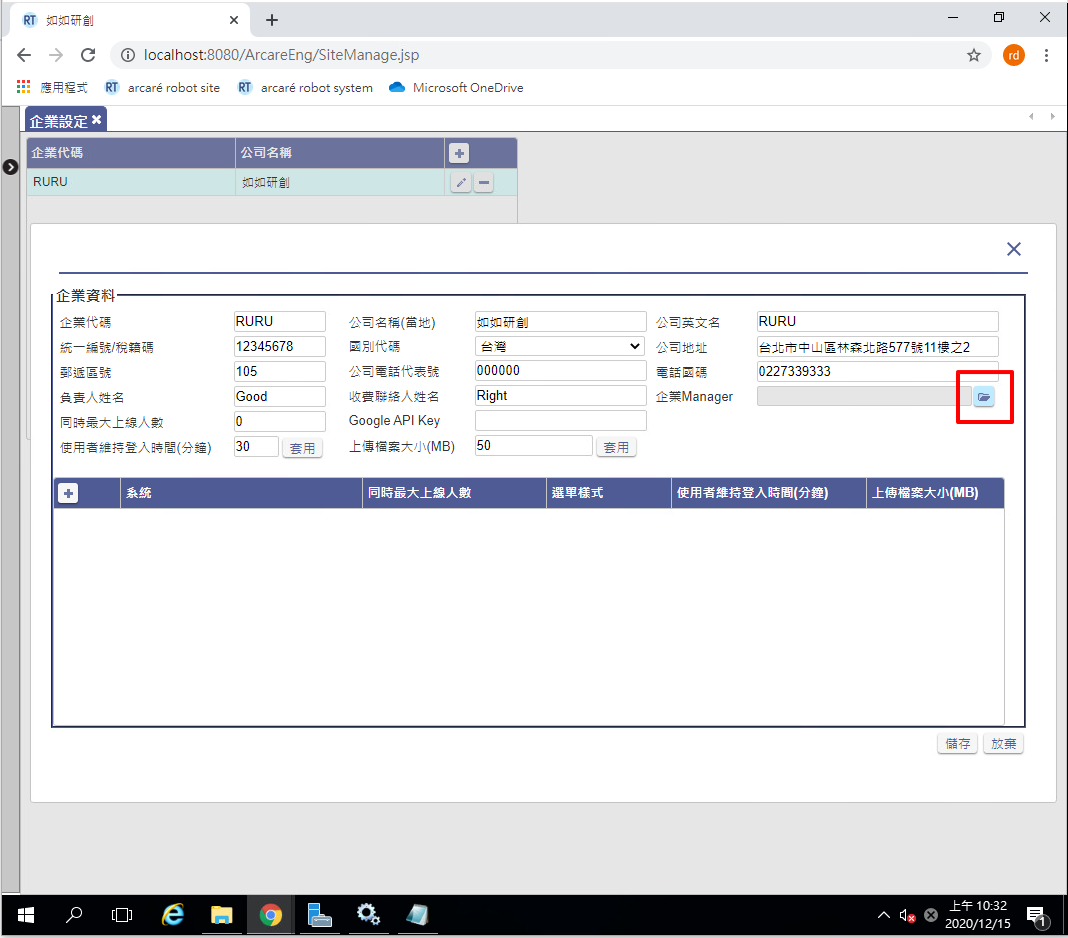 RT 如如研創
localhost:8080/ArcareEng/SiteManage.jsp
rd
應用程式 RT arcaré robot site RT arcaré robot system Microsoft OneDrive
企業設定
企業代碼 公司名稱
RURU 如如研創
企業資料
企業代碼 RURU 公司名稱(當地) 如如研創 公司英文名 RURU
統一編號/稅籍碼 12345678 國別代碼 台灣 公司地址 台北市中山區林森北路577號11樓之2
郵遞區號 105 公司電話代表號 000000 電話國碼 0227339333
負責人姓名 Good 收費聯絡人姓名 Right 企業Manager
同時最大上線人數 0 Google API Key
使用者維持登入時間(分鐘) 30 套用 上傳檔案大小(MB) 50 套用
系統 同時最大上線人數 選單樣式 使用者維持登入時間(分鐘) 上傳檔案大小(MB)
儲存 放棄
上午 10:32
2020/12/15
1